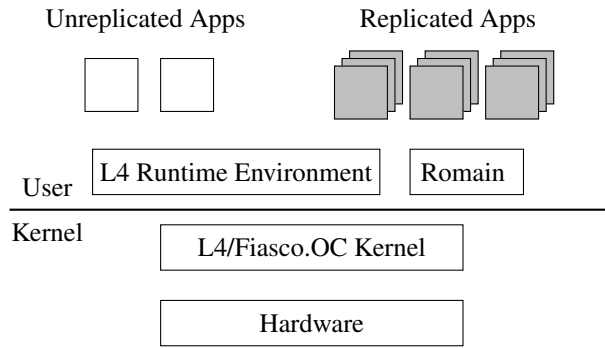 Unreplicated Apps
Replicated Apps
L4 Runtime Environment
Romain
User
Kernel
L4/Fiasco.OC Kernel
Hardware